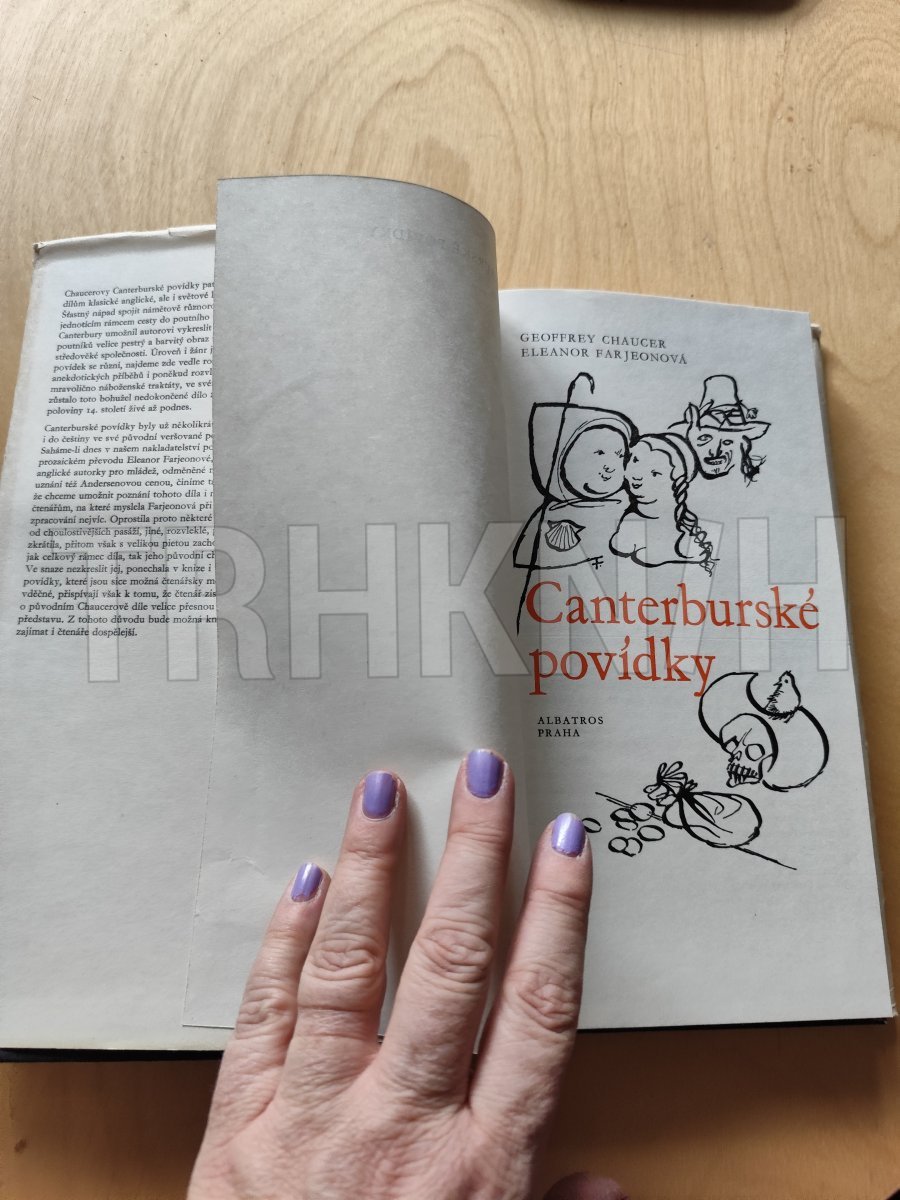 Chaucerovy Canterburské povídky
dílům klasické anglické, ale i světové
Šťastný nápad spojit námětově
jednotícím rámcem cesty do poutního
Canterbury umožnil autorovi vykreslit
poutníků velice pestrý a barvitý obraz
středověké společnosti. Úroveň i žánr
povídek se různí, najdeme zde vedle
anekdotických příběhů i poněkud
mravoličné náboženské traktáty, ve
zůstalo toto bohužel nedokončené dílo
poloviny 14. století živé až podnes.
Canterburské povídky byly už
i do češtiny ve své původní veršované
Saháme-li dnes v našem nakladatelství
prozaickém převodu Eleanor Farjeonové,
anglické autorky pro mládež, odměněné
uznání též Andersenovou cenou, činíme
že chceme umožnit poznání tohoto díla i
čtenářům, na které myslela Farjeonová při
zpracování nejvíc. Oprostila proto některé
od choulostivějších pasáží, jiné, rozvleklé,
zkrátila, přitom však s velikou pietou
jak celkový rámec díla, tak jeho původní
Ve snaze nezkreslit jej, ponechala v knize i
povídky, které jsou sice možná čtenářsky
vděčné, přispívají však k tomu, že čtenář
o původním Chaucerově díle velice přesnou
představu. Z tohoto důvodu bude možná
zajímat i čtenáře dospělejší.
GEOFFREY CHAUCER
ELEANOR FARJEONOVÁ
Canterburské
povídky
ALBATROS
PRAHA
TRHKNIH